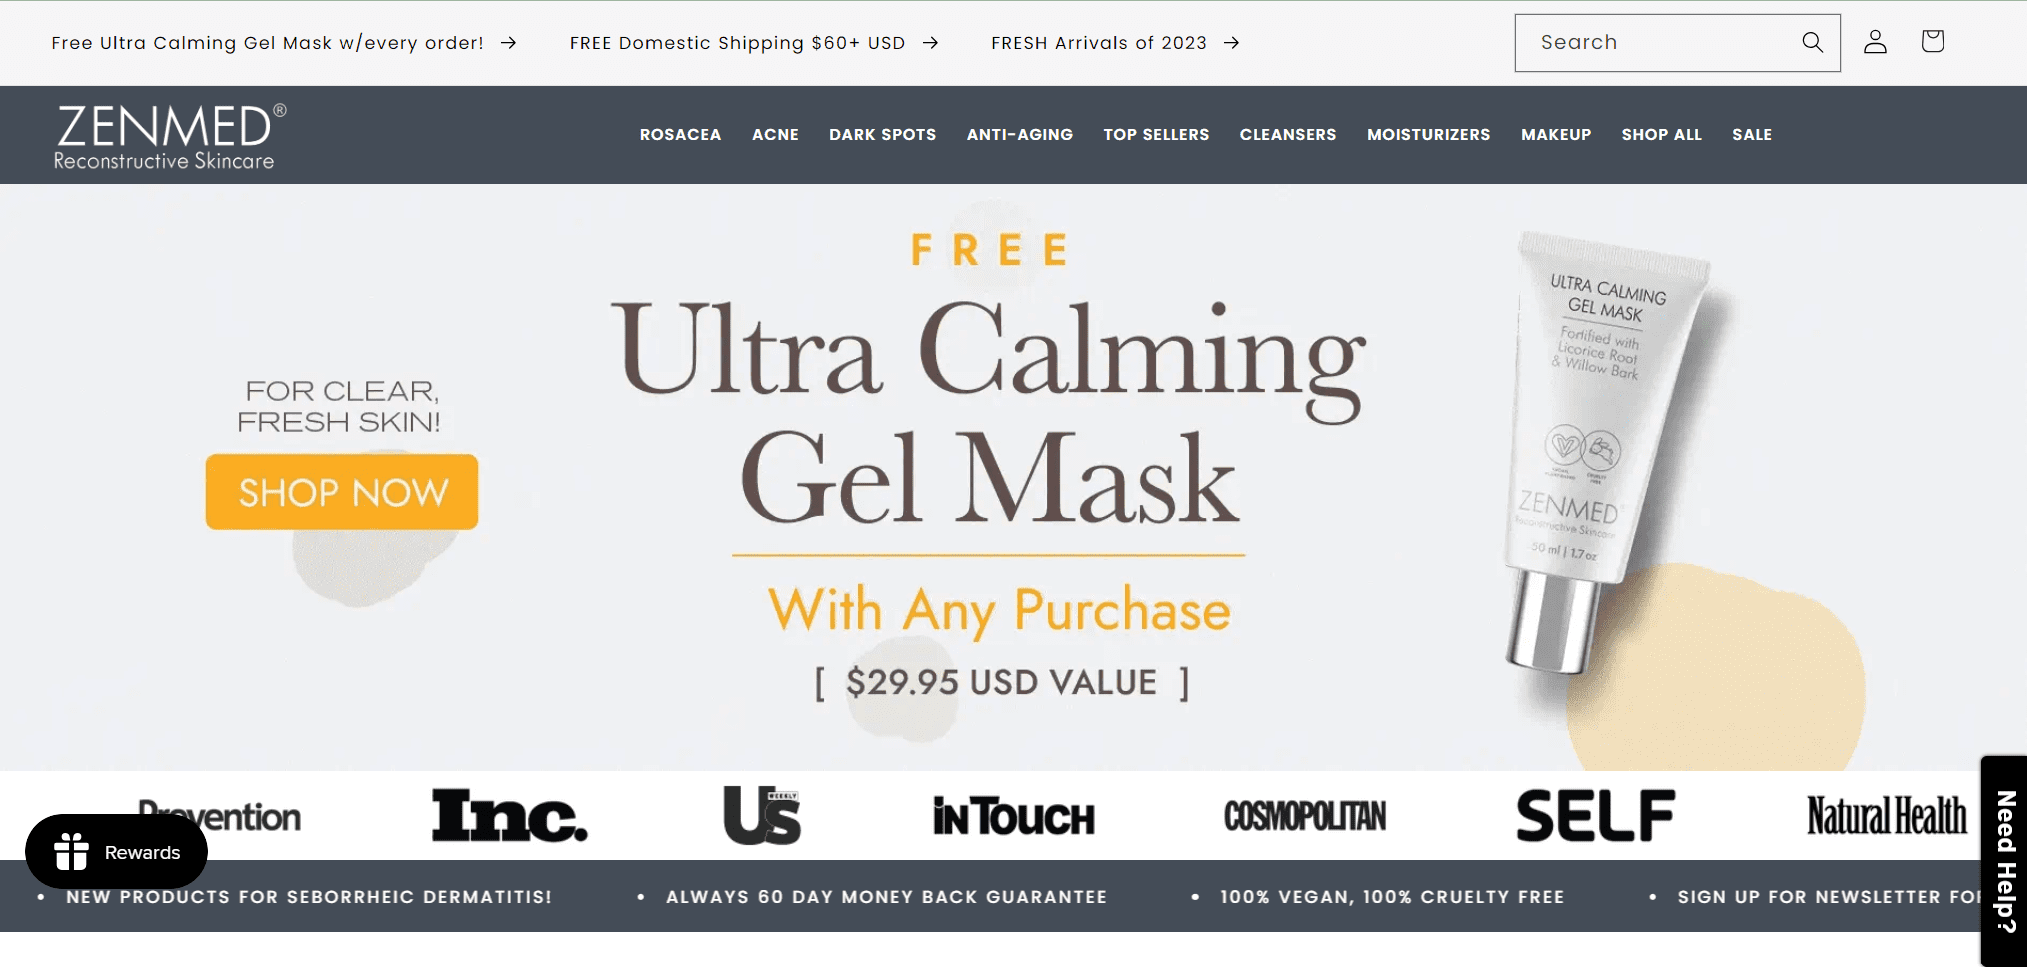 Free Ultra Calming Gel Mask w/every order! →
FREE Domestic Shipping $60+ USD →
FRESH Arrivals of 2023 →
Search
ZENMED®
Reconstructive Skincare
ROSACEA
ACNE
DARK SPOTS
ANTI-AGING
TOP SELLERS
CLEANSERS
MOISTURIZERS
MAKEUP
SHOP ALL
SALE
FOR CLEAR,
FRESH SKIN!
SHOP NOW
FREE
Ultra Calming
Gel Mask
With Any Purchase
[ $29.95 USD VALUE ]
ULTRA CALMING
GEL MASK
Fortified with
Licorice Root
& Willow Bark
ZENMED
Reconstructive Skincare
50 ml | 1.7oz
Prevention
Inc.
Us WEEKLY
INTOUCH
COSMOPOLITAN
SELF
Natural Health
Rewards
• NEW PRODUCTS FOR SEBORRHEIC DERMATITIS!
• ALWAYS 60 DAY MONEY BACK GUARANTEE
• 100% VEGAN, 100% CRUELTY FREE
• SIGN UP FOR NEWSLETTER
Need Help?